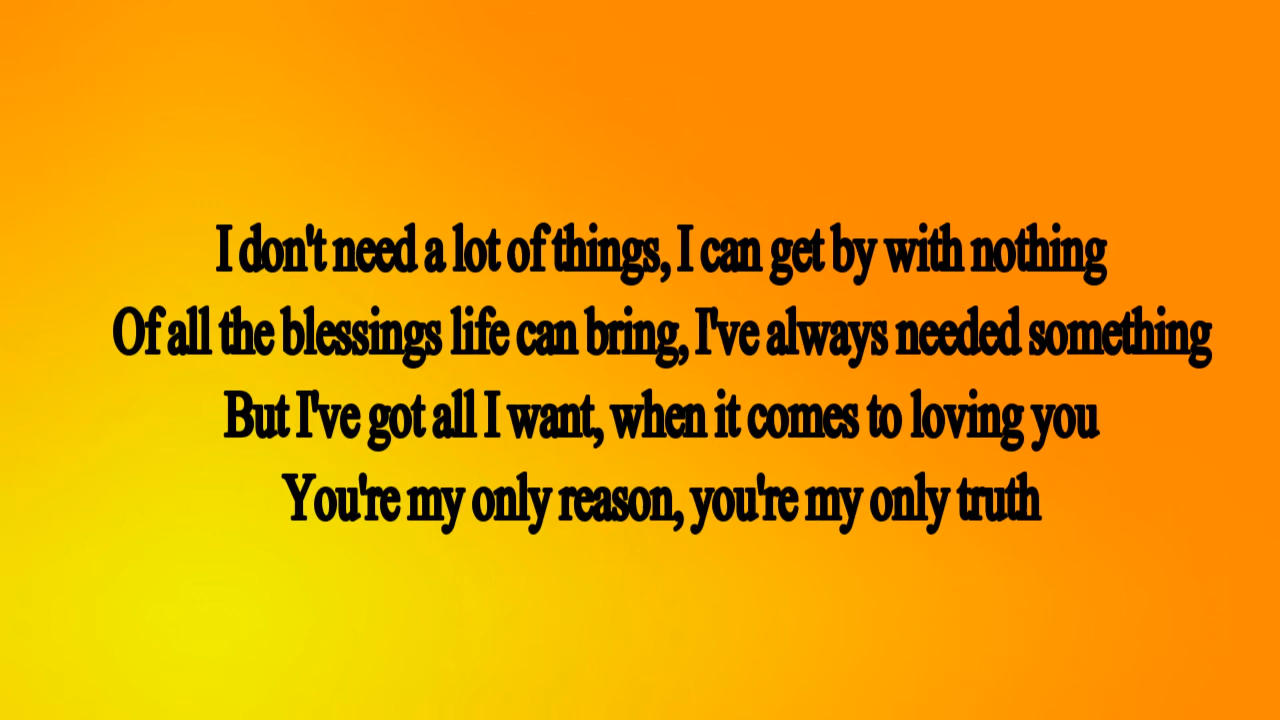 I don't need a lot of things, I can get by with nothing
Of all the blessings life can bring, I've always needed something
But I've got all I want, when it comes to loving you
You're my only reason, you're my only truth